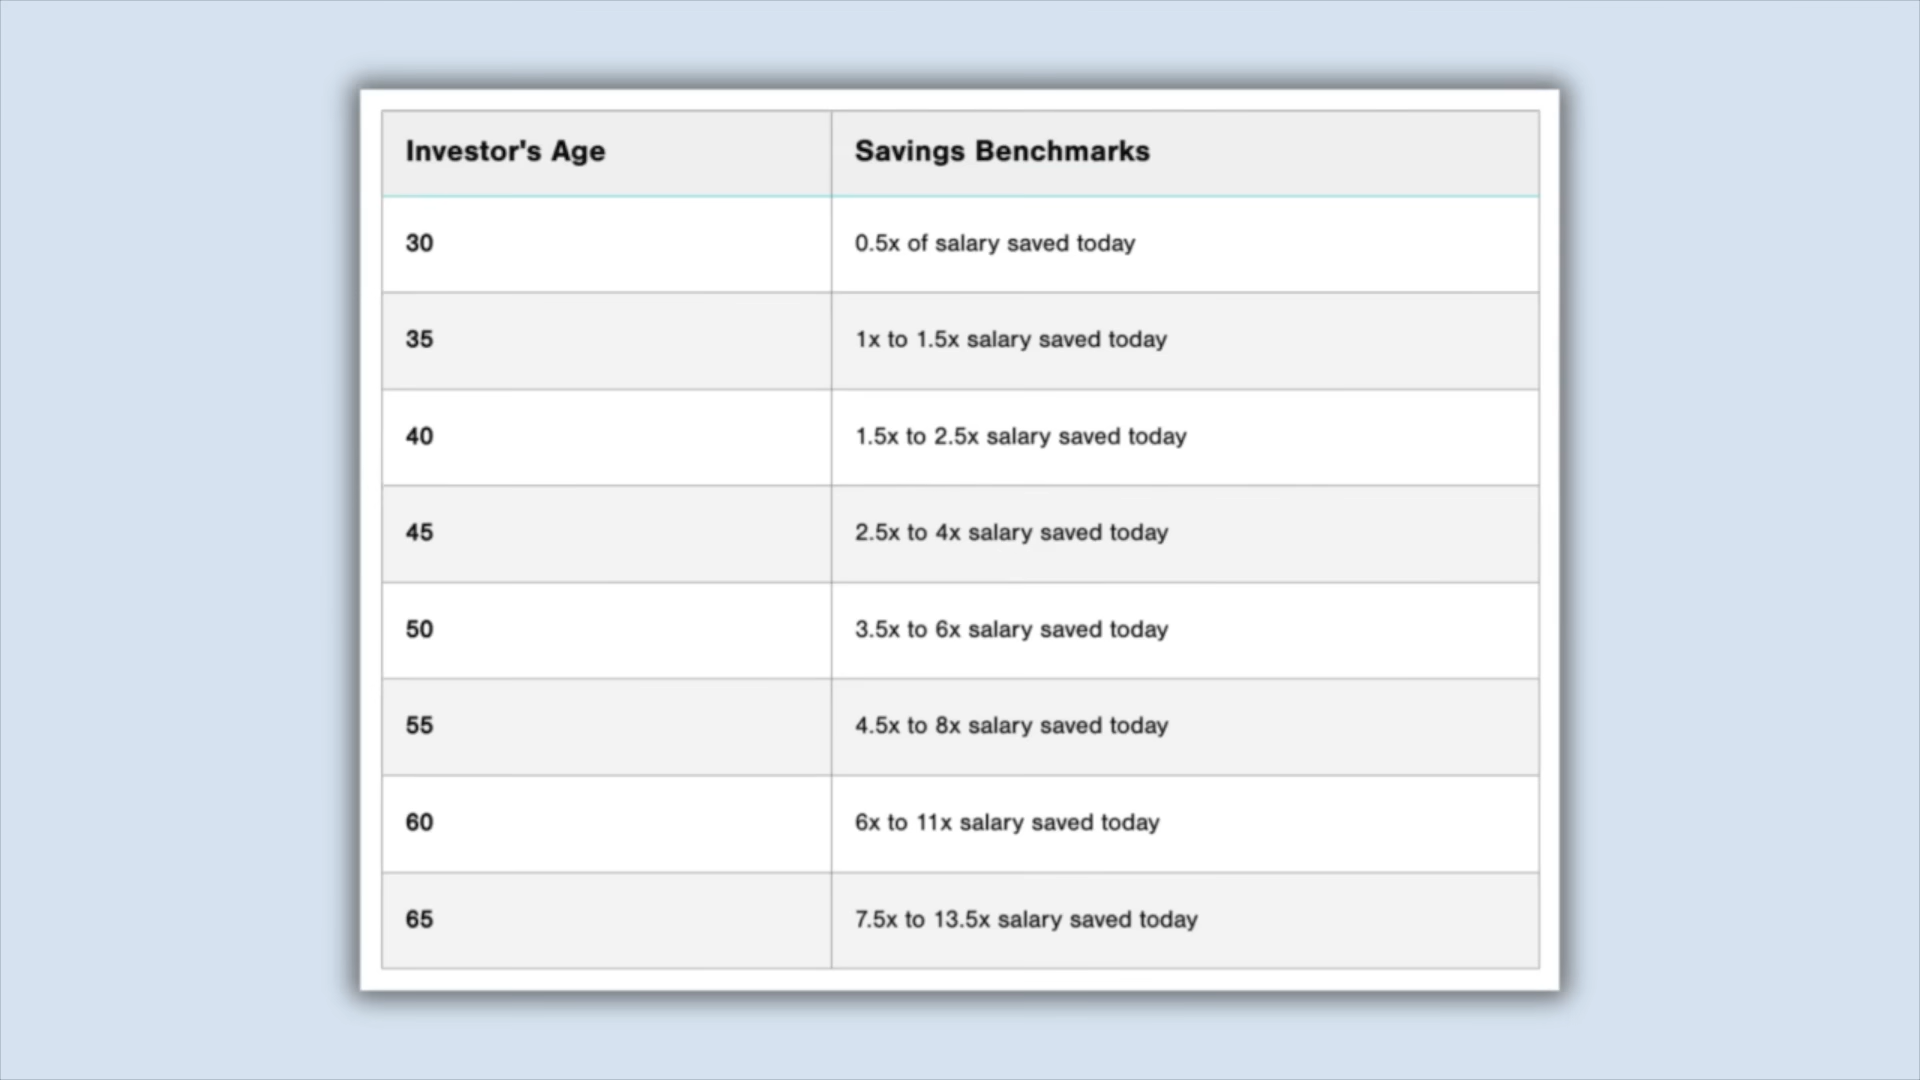 Investor's Age Savings Benchmarks
30 0.5x of salary saved today
35 1x to 1.5x salary saved today
40 1.5x to 2.5x salary saved today
45 2.5x to 4x salary saved today
50 3.5x to 6x salary saved today
55 4.5x to 8x salary saved today
60 6x to 11x salary saved today
65 7.5x to 13.5x salary saved today